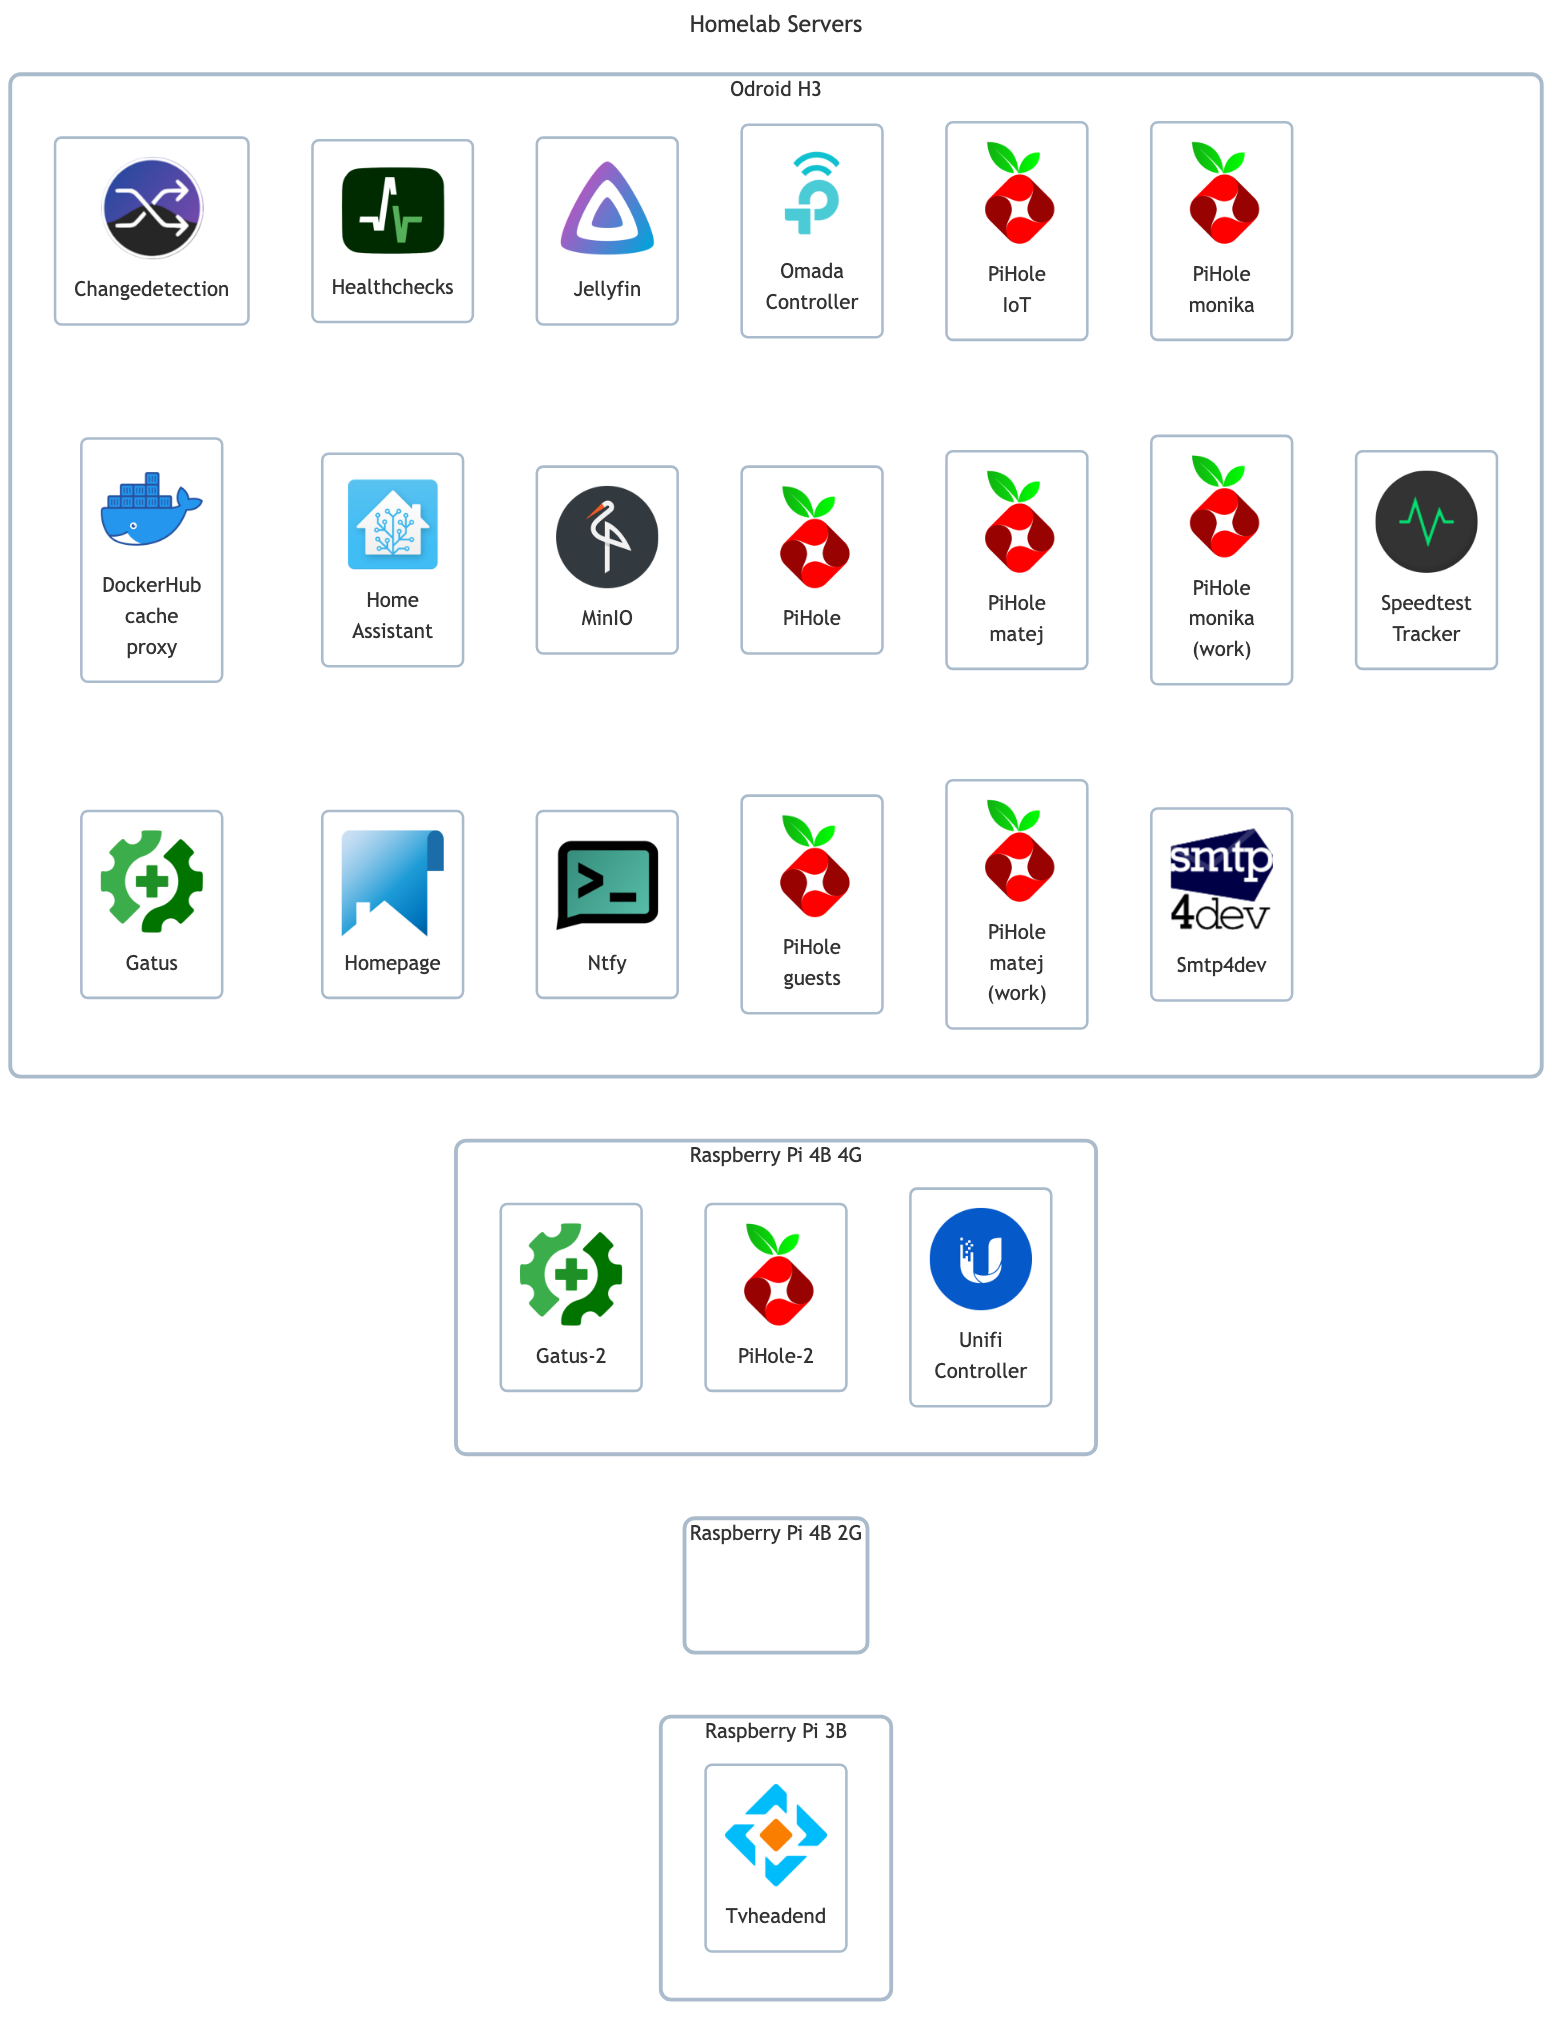 Homelab Servers
Odroid H3
Changedetection
Healthchecks
Jellyfin
Omada
Controller
PiHole
IoT
PiHole
monika
DockerHub
cache
proxy
Home
Assistant
MinIO
PiHole
PiHole
matej
PiHole
monika
(work)
Speedtest
Tracker
Gatus
Homepage
Ntfy
PiHole
guests
PiHole
matej
(work)
smtp
4dev
Smtp4dev
Raspberry Pi 4B 4G
Gatus-2
PiHole-2
Unifi
Controller
Raspberry Pi 4B 2G
Raspberry Pi 3B
Tvheadend